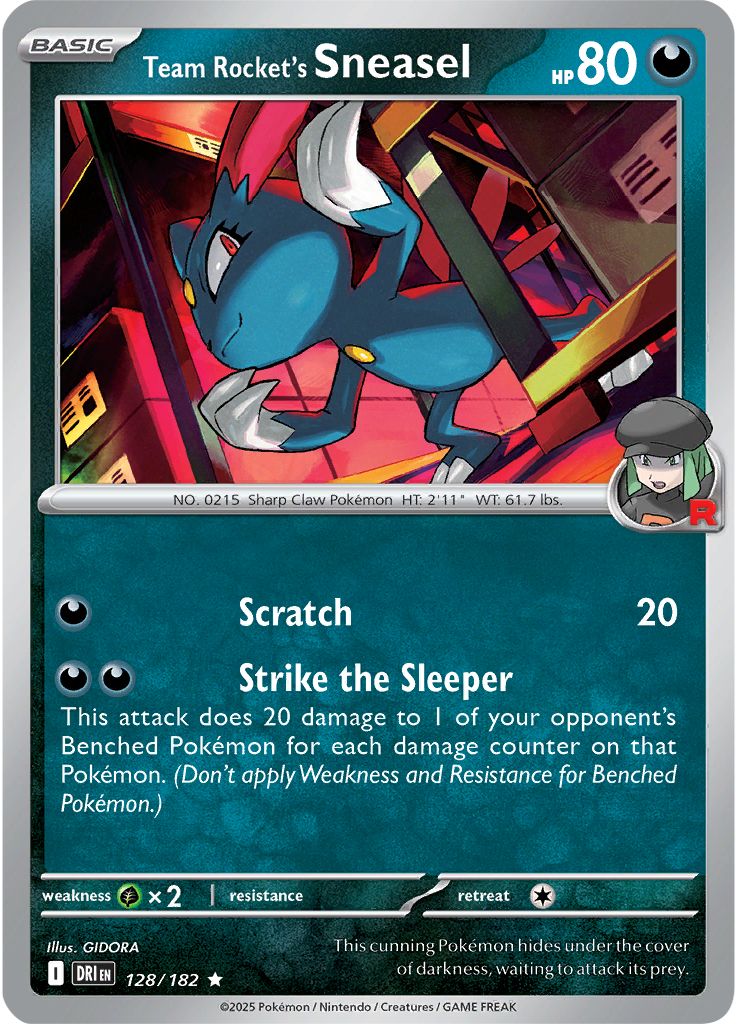 BASIC
Team Rocket's Sneasel
HP 80
NO. 0215 Sharp Claw Pokémon HT: 2'11" WT: 61.7 lbs.
R
Scratch 20
Strike the Sleeper
This attack does 20 damage to 1 of your opponent's
Benched Pokémon for each damage counter on that
Pokémon. (Don't apply Weakness and Resistance for Benched
Pokémon.)
weakness ×2 resistance retreat
Illus. GIDORA
This cunning Pokémon hides under the cover
of darkness, waiting to attack its prey.
I DRI EN 128/182
©2025 Pokémon / Nintendo / Creatures / GAME FREAK